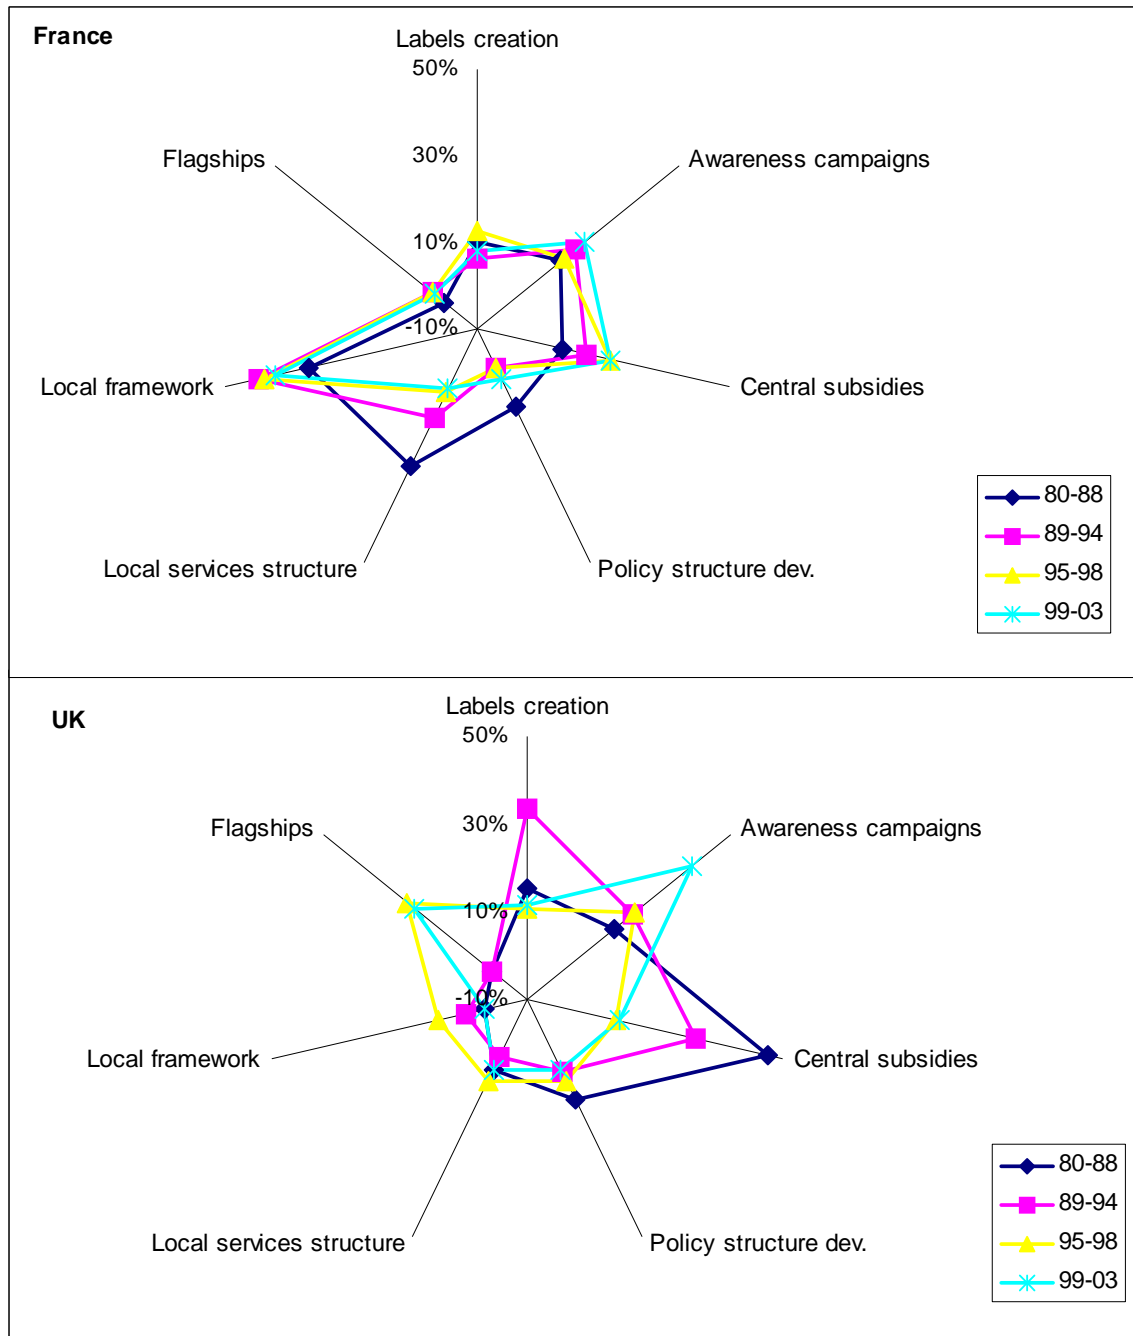 France
Labels creation
50%
Flagships
30%
Awareness campaigns
10%
-10%
Local framework
Central subsidies
Local services structure
Policy structure dev.
80-88
89-94
95-98
99-03
UK
Labels creation
50%
Flagships
30%
Awareness campaigns
10%
-10%
Local framework
Central subsidies
Local services structure
Policy structure dev.
80-88
89-94
95-98
99-03